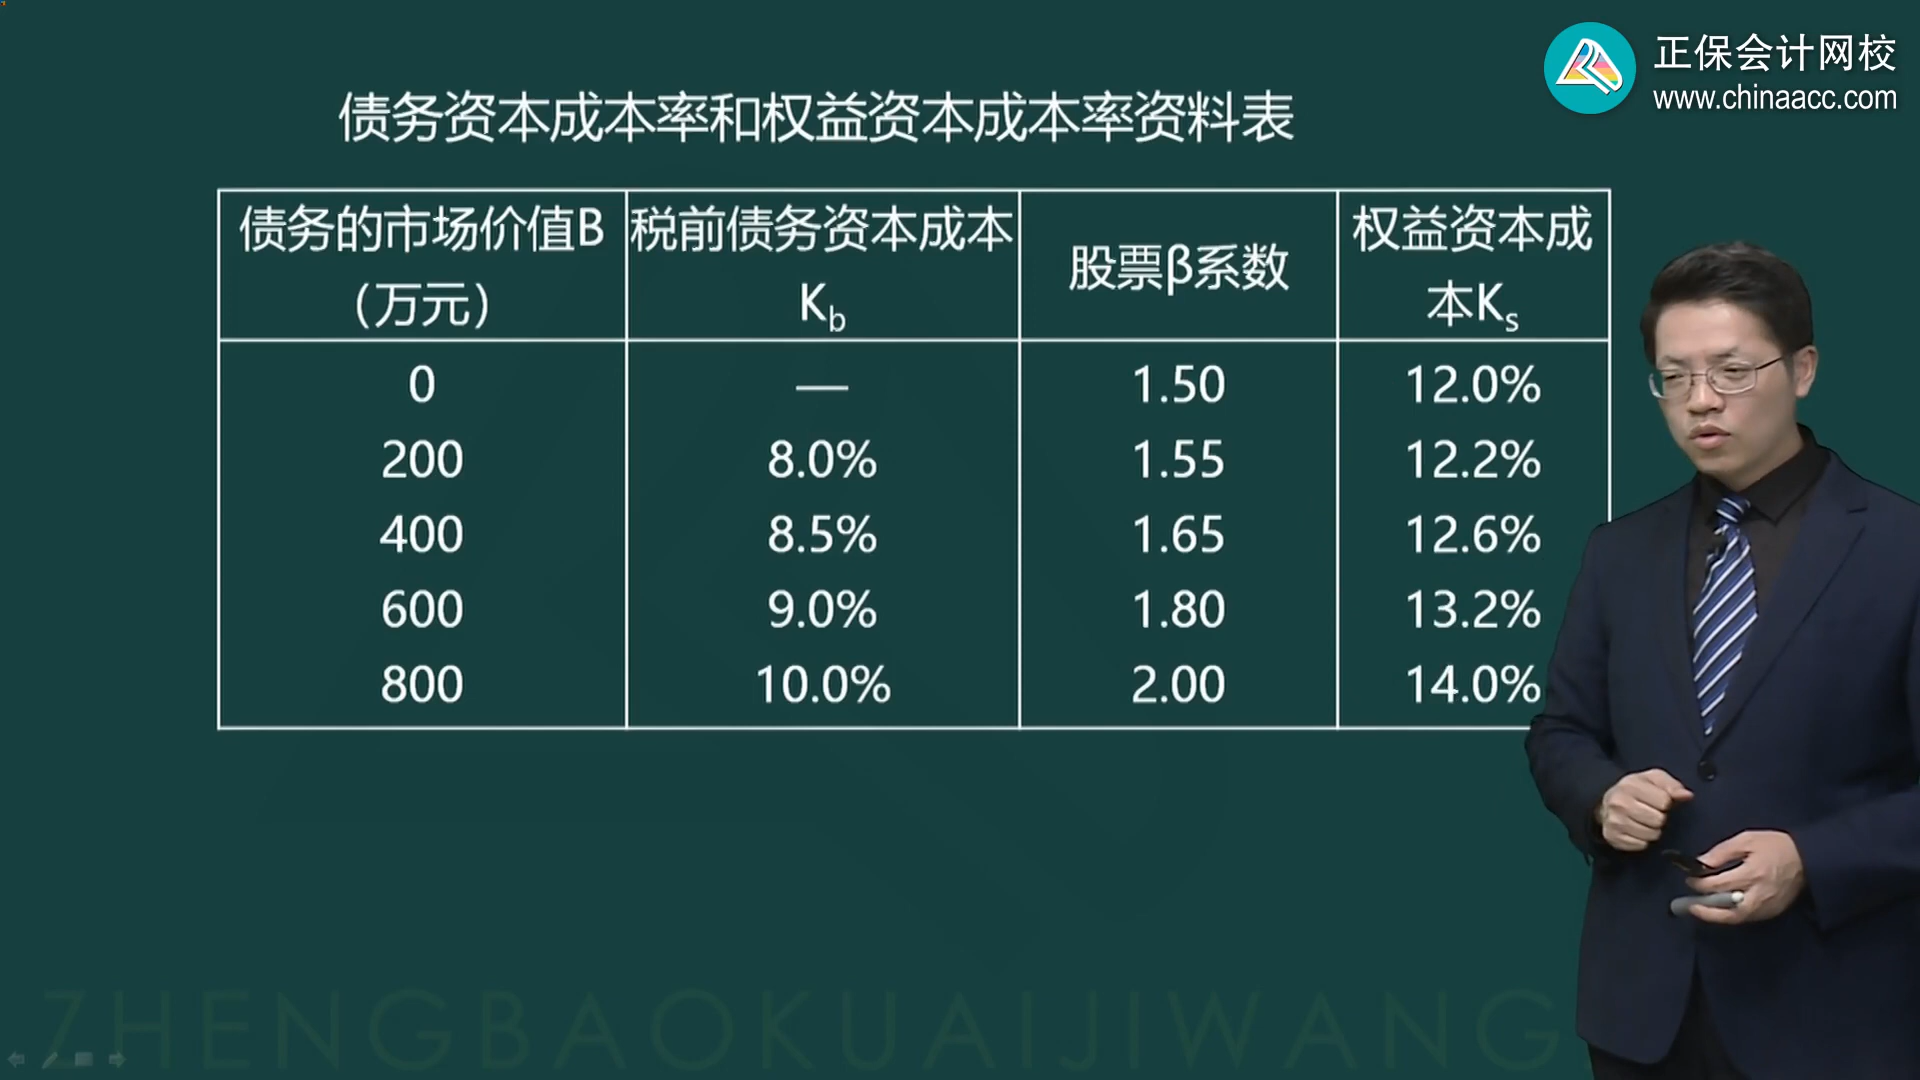 正保会计网校
www.chinaacc.com
债务资本成本率和权益资本成本率资料表
债务的市场价值B（万元） 税前债务资本成本Kb 股票β系数 权益资本成本Ks
0 — 1.50 12.0%
200 8.0% 1.55 12.2%
400 8.5% 1.65 12.6%
600 9.0% 1.80 13.2%
800 10.0% 2.00 14.0%
ZHENGBAOKUAIJIWANG